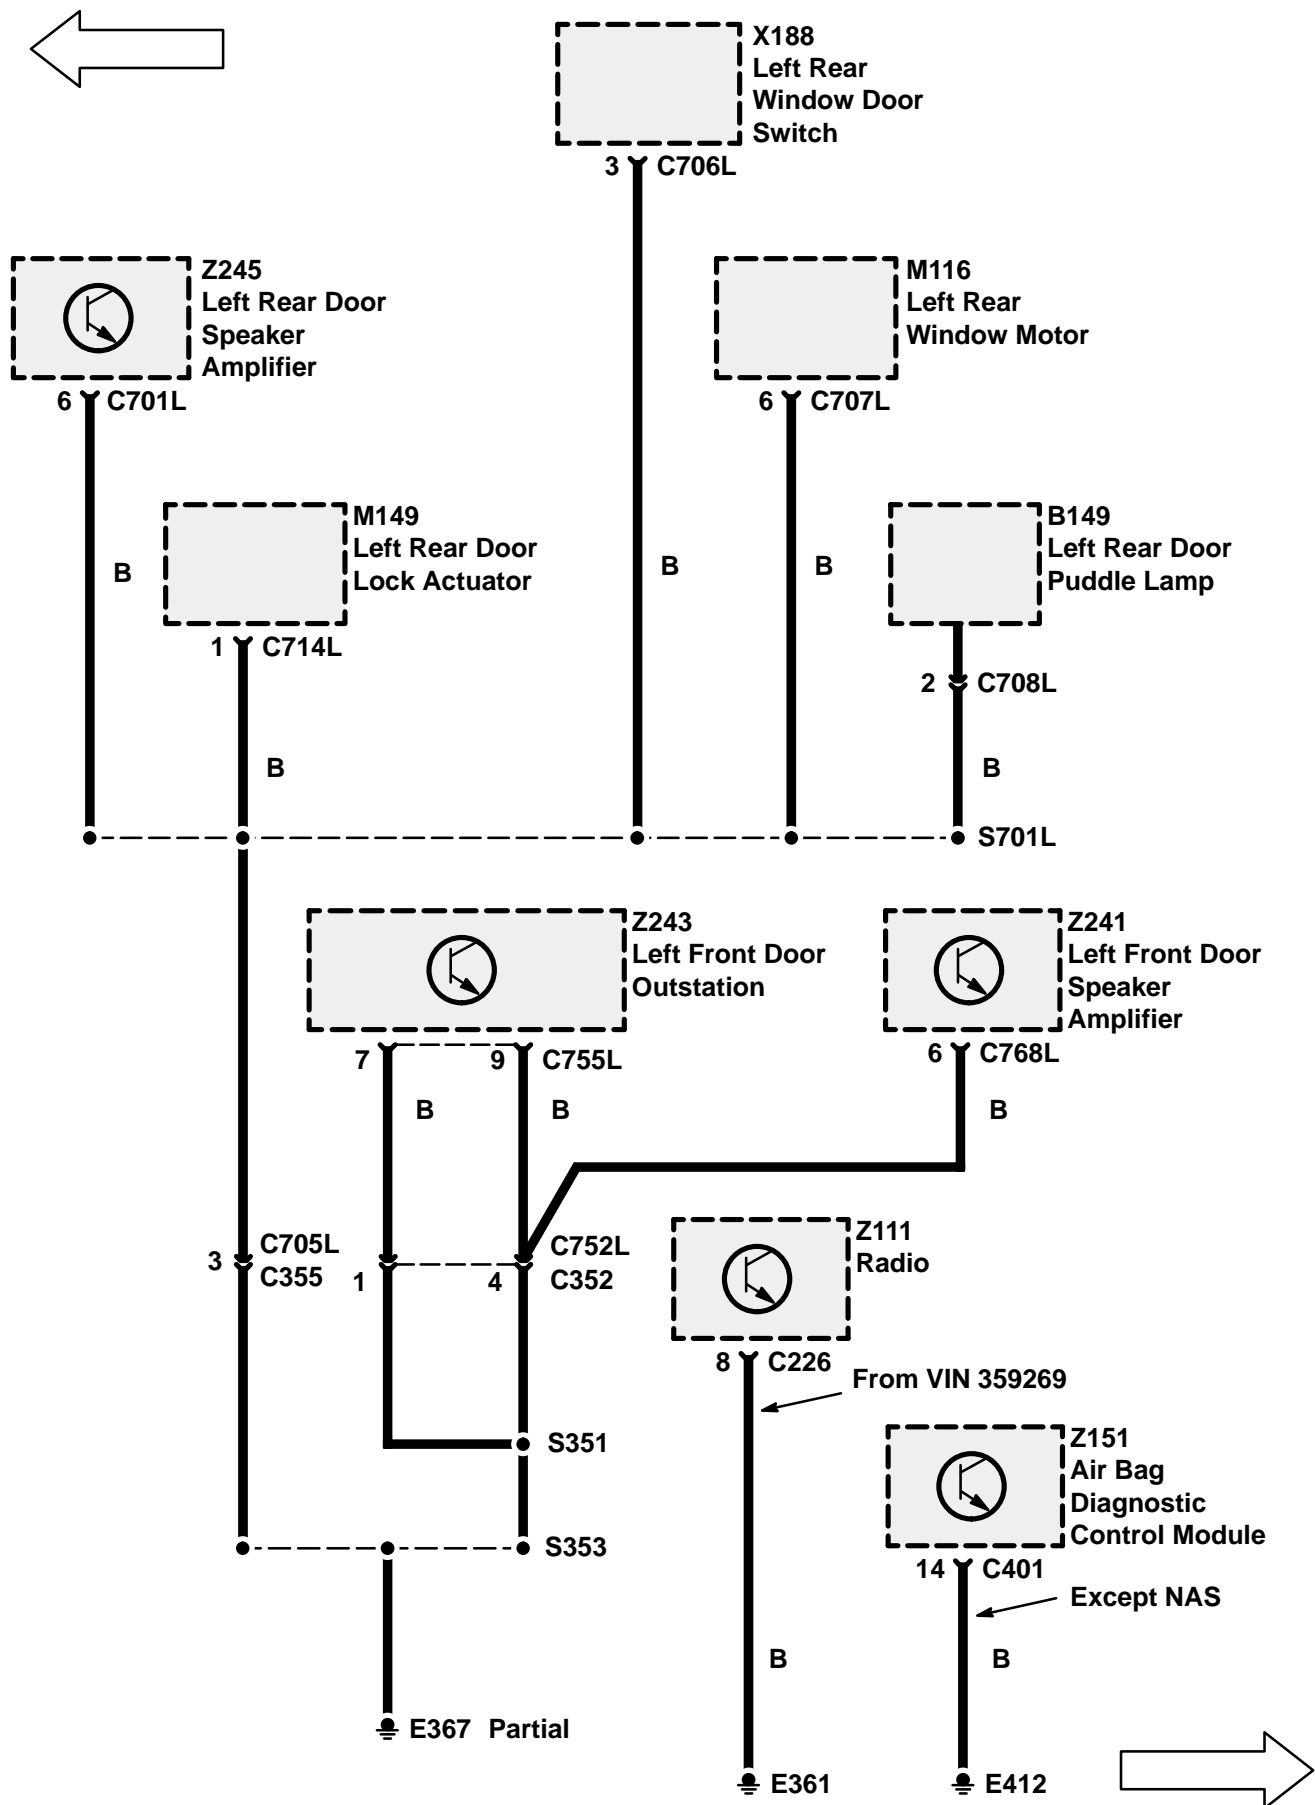 X188
Left Rear
Window Door
Switch
3 C706L
Z245
Left Rear Door
Speaker
Amplifier
6 C701L
M116
Left Rear
Window Motor
6 C707L
M149
Left Rear Door
Lock Actuator
1 C714L
B149
Left Rear Door
Puddle Lamp
2 C708L
B
B
B
B
B
S701L
Z243
Left Front Door
Outstation
7 9 C755L
Z241
Left Front Door
Speaker
Amplifier
6 C768L
B
B
B
3 C705L
C355
1 4 C752L
C352
Z111
Radio
8 C226
From VIN 359269
S351
Z151
Air Bag
Diagnostic
Control Module
14 C401
Except NAS
S353
B
B
E367 Partial
E361
E412